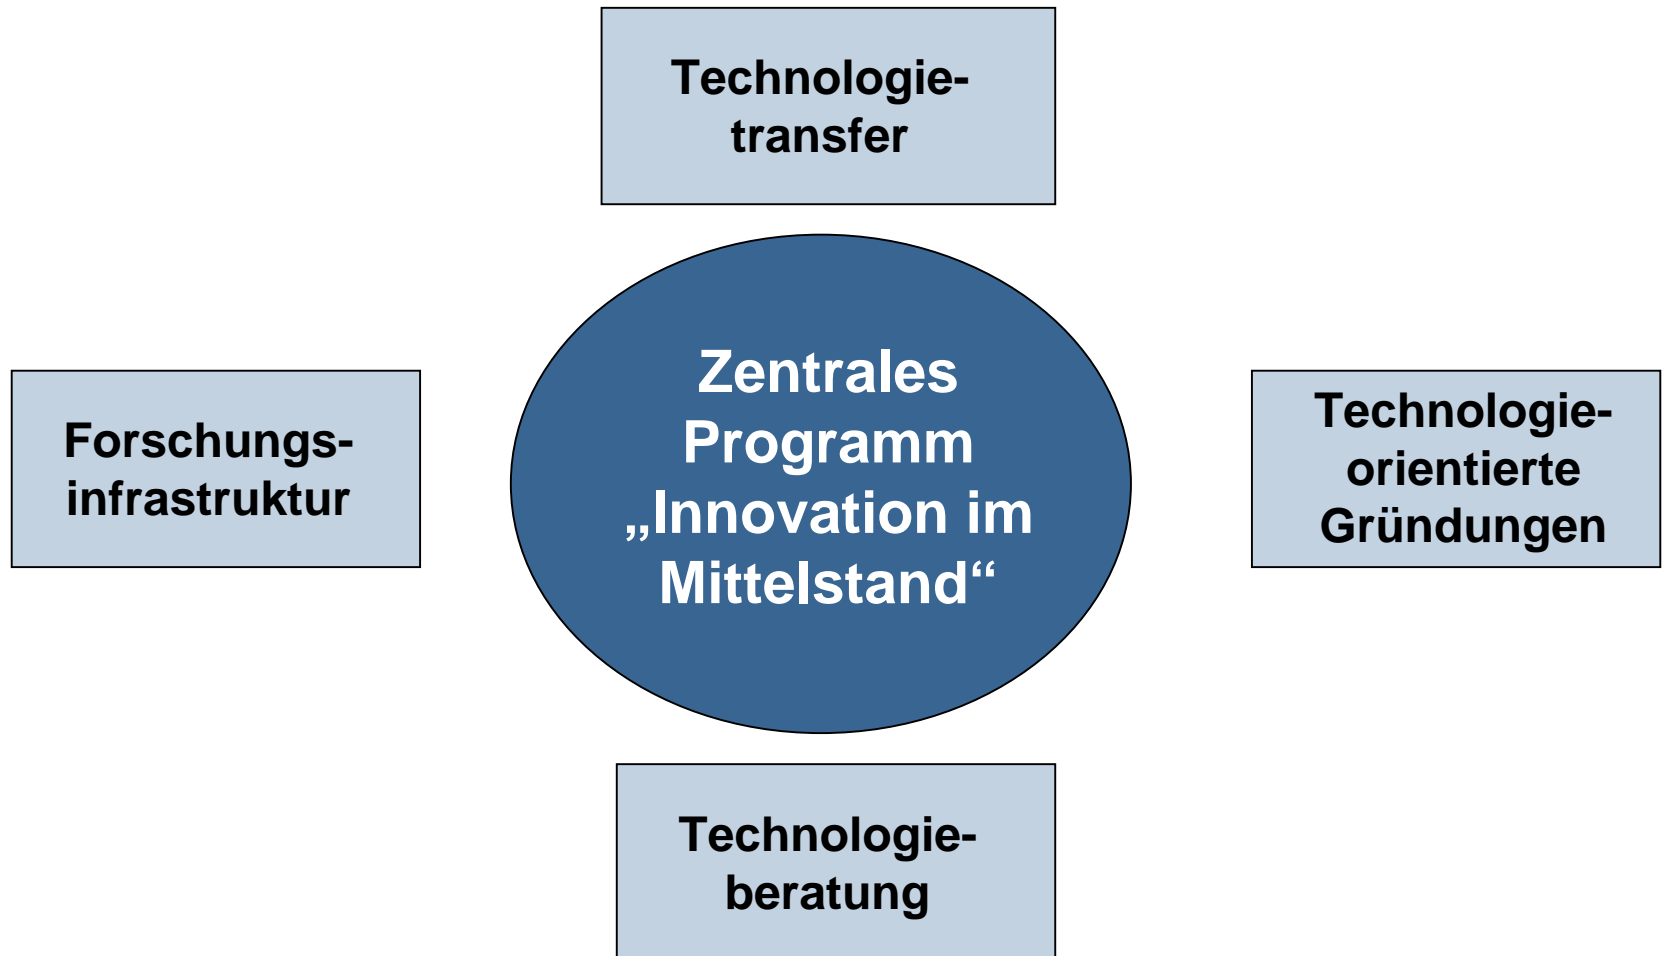 Technologie-
transfer
Forschungs-
infrastruktur
Zentrales
Programm
„Innovation im
Mittelstand“
Technologie-
orientierte
Gründungen
Technologie-
beratung